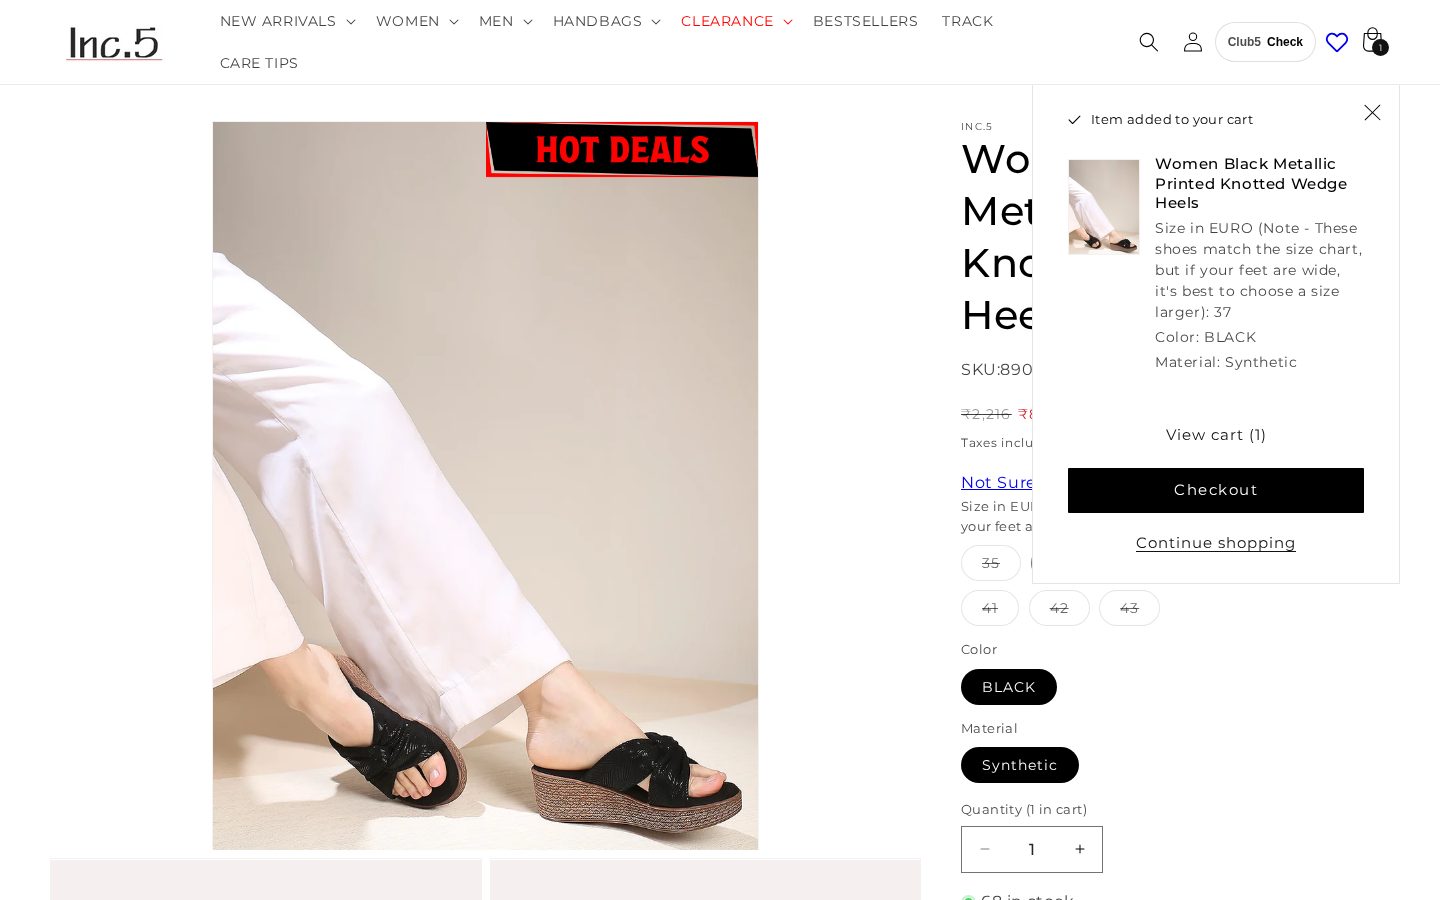 Inc.5
NEW ARRIVALS
WOMEN
MEN
HANDBAGS
CLEARANCE
BESTSELLERS
TRACK
CARE TIPS
Club5 Check
1
HOT DEALS
INC.5
Wo
Met
Kno
Hee
SKU:890
₹2,216 ₹8
Taxes inclu
Not Sure
Size in EU
your feet a
35
41
42
43
Color
BLACK
Material
Synthetic
Quantity (1 in cart)
1
68 in stock
Item added to your cart
Women Black Metallic
Printed Knotted Wedge
Heels
Size in EURO (Note - These
shoes match the size chart,
but if your feet are wide,
it's best to choose a size
larger): 37
Color: BLACK
Material: Synthetic
View cart (1)
Checkout
Continue shopping